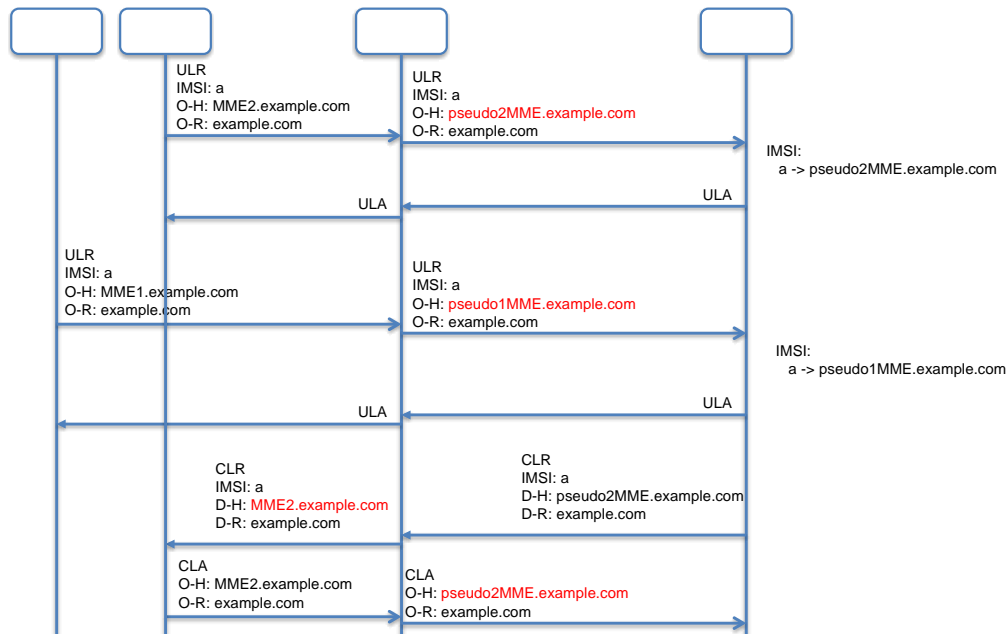 ULR
IMSI: a
O-H: MME2.example.com
O-R: example.com
ULR
IMSI: a
O-H: pseudo2MME.example.com
O-R: example.com
IMSI:
a -> pseudo2MME.example.com
ULA
ULA
ULR
IMSI: a
O-H: MME1.example.com
O-R: example.com
ULR
IMSI: a
O-H: pseudo1MME.example.com
O-R: example.com
IMSI:
a -> pseudo1MME.example.com
ULA
ULA
CLR
IMSI: a
D-H: pseudo2MME.example.com
D-R: example.com
CLR
IMSI: a
D-H: MME2.example.com
D-R: example.com
CLA
O-H: MME2.example.com
O-R: example.com
CLA
O-H: pseudo2MME.example.com
O-R: example.com